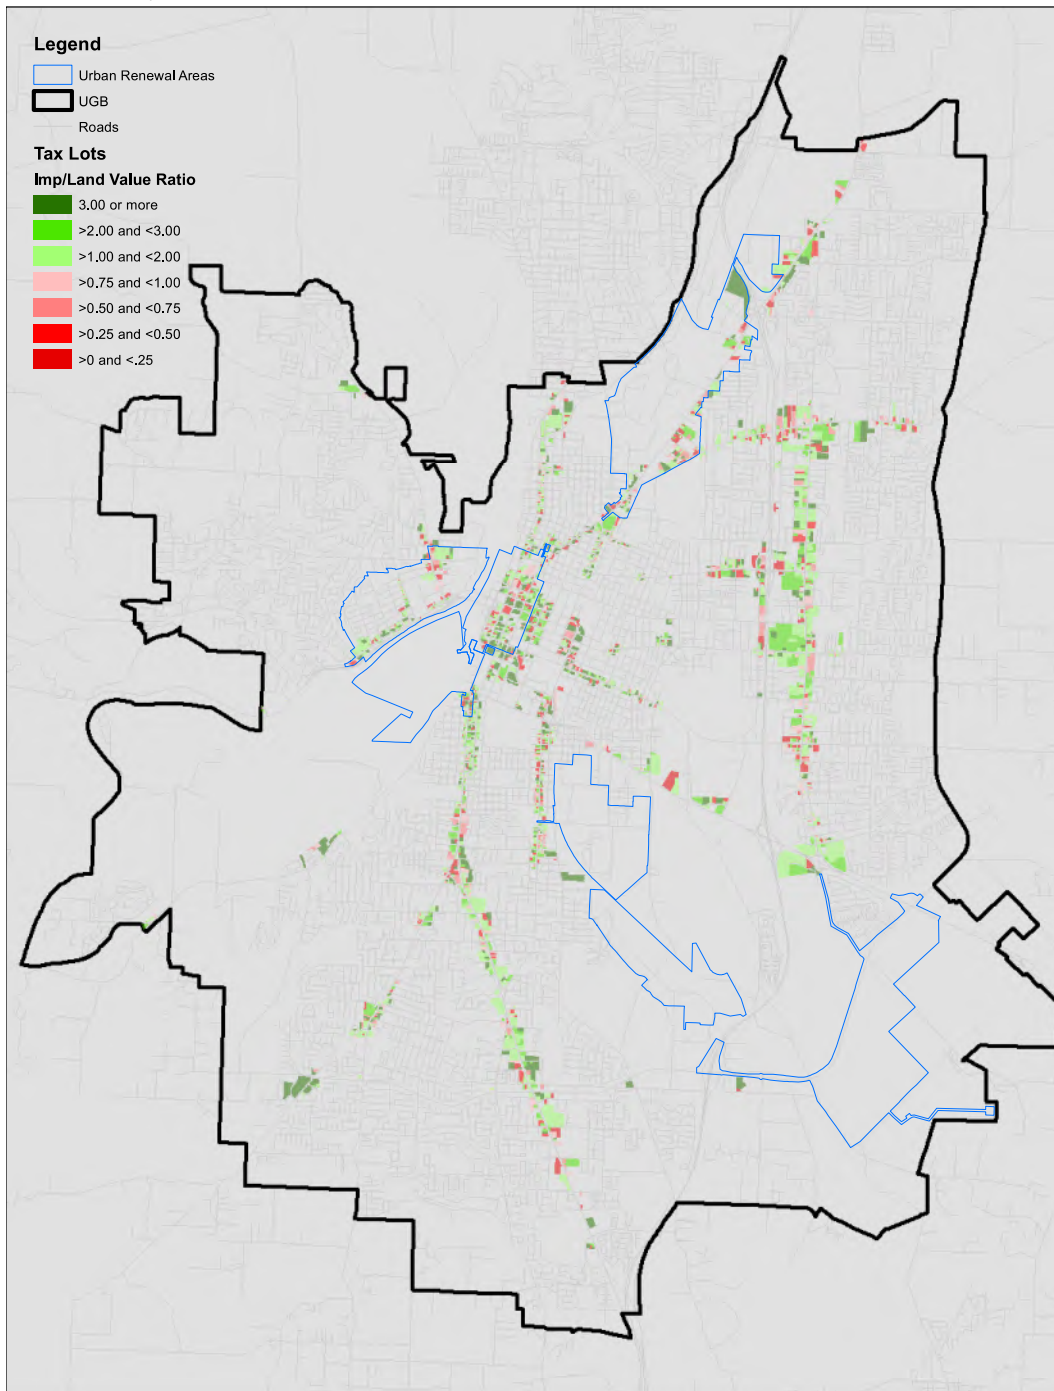 Legend
Urban Renewal Areas
UGB
Roads
Tax Lots
Imp/Land Value Ratio
3.00 or more
>2.00 and <3.00
>1.00 and <2.00
>0.75 and <1.00
>0.50 and <0.75
>0.25 and <0.50
>0 and <.25